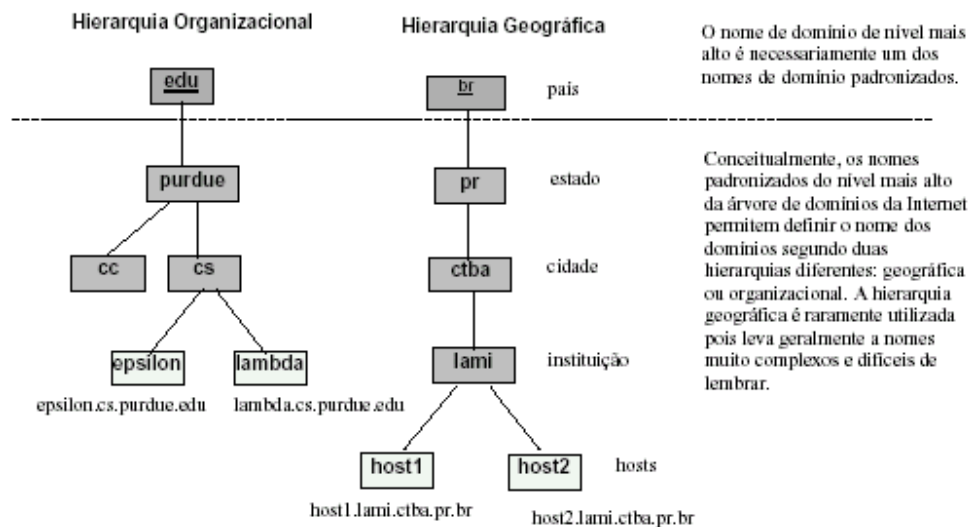 Hierarquia Organizacional
Hierarquia Geográfica
O nome de domínio de nível mais
alto é necessariamente un dos
nomes de domínio padronizados.
edu
br
país
purdue
pr
estado
Conceitualmente, os nomes
padronizados do nível mais alto
da árvore de domínios da Internet
permitem definir o nome dos
domínios segundo duas
hierarquias diferentes: geográfica
ou organizacional. A hierarquia
geográfica é raramente utilizada
pois leva geralmente a nomes
muito complexos e difíceis de
lembrar.
cc
cs
ctba
cidade
epsilon
lambda
lami
instituição
epsilon.cs.purdue.edu
lambda.cs.purdue.edu
host1
host2
hosts
host1.lami.ctba.pr.br
host2.lami.ctba.pr.br